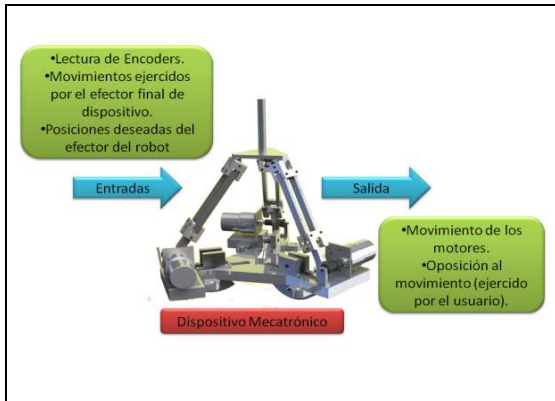 •Lectura de Encoders.
•Movimientos ejercidos
por el efector final de
dispositivo.
•Posiciones deseadas del
efector del robot
Entradas
Salida
•Movimiento de los
motores.
•Oposición al
movimiento (ejercido
por el usuario).
Dispositivo Mecatrónico